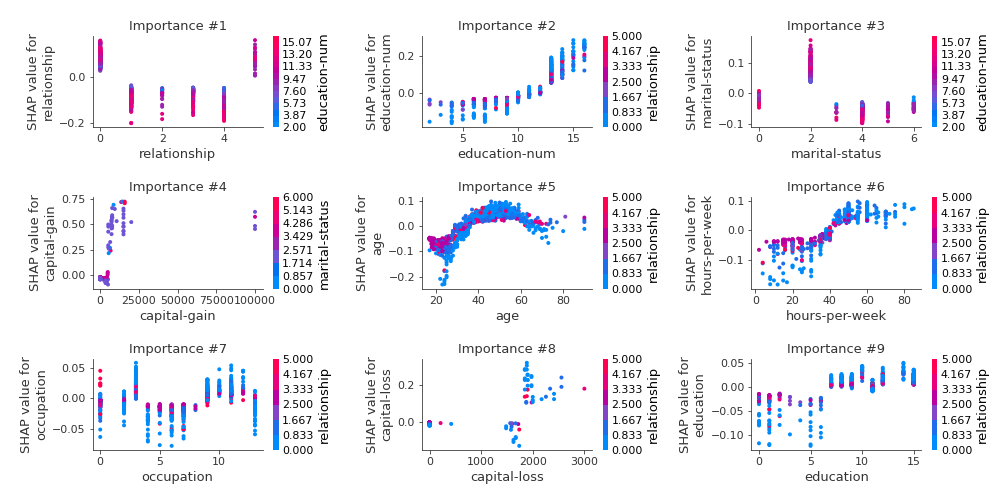 Importance #1
SHAP value for
relationship
0.0
−0.2
0
2
4
relationship
15.07
13.20
11.33
9.47
7.60
5.73
3.87
2.00
education-num
Importance #2
SHAP value for
education-num
0.2
0.0
5
10
15
education-num
5.000
4.167
3.333
2.500
1.667
0.833
0.000
relationship
Importance #3
SHAP value for
marital-status
0.1
0.0
−0.1
0
2
4
6
marital-status
15.07
13.20
11.33
9.47
7.60
5.73
3.87
2.00
education-num
Importance #4
SHAP value for
capital-gain
0.75
0.50
0.25
0.00
0
25000
50000
75000
100000
capital-gain
6.000
5.143
4.286
3.429
2.571
1.714
0.857
0.000
marital-status
Importance #5
SHAP value for
age
0.1
0.0
−0.1
−0.2
20
40
60
80
age
5.000
4.167
3.333
2.500
1.667
0.833
0.000
relationship
Importance #6
SHAP value for
hours-per-week
0.1
0.0
−0.1
0
20
40
60
80
hours-per-week
5.000
4.167
3.333
2.500
1.667
0.833
0.000
relationship
Importance #7
SHAP value for
occupation
0.05
0.00
−0.05
0
5
10
occupation
5.000
4.167
3.333
2.500
1.667
0.833
0.000
relationship
Importance #8
SHAP value for
capital-loss
0.2
0.0
0
1000
2000
3000
capital-loss
5.000
4.167
3.333
2.500
1.667
0.833
0.000
relationship
Importance #9
SHAP value for
education
0.05
0.00
−0.05
−0.10
0
5
10
15
education
5.000
4.167
3.333
2.500
1.667
0.833
0.000
relationship